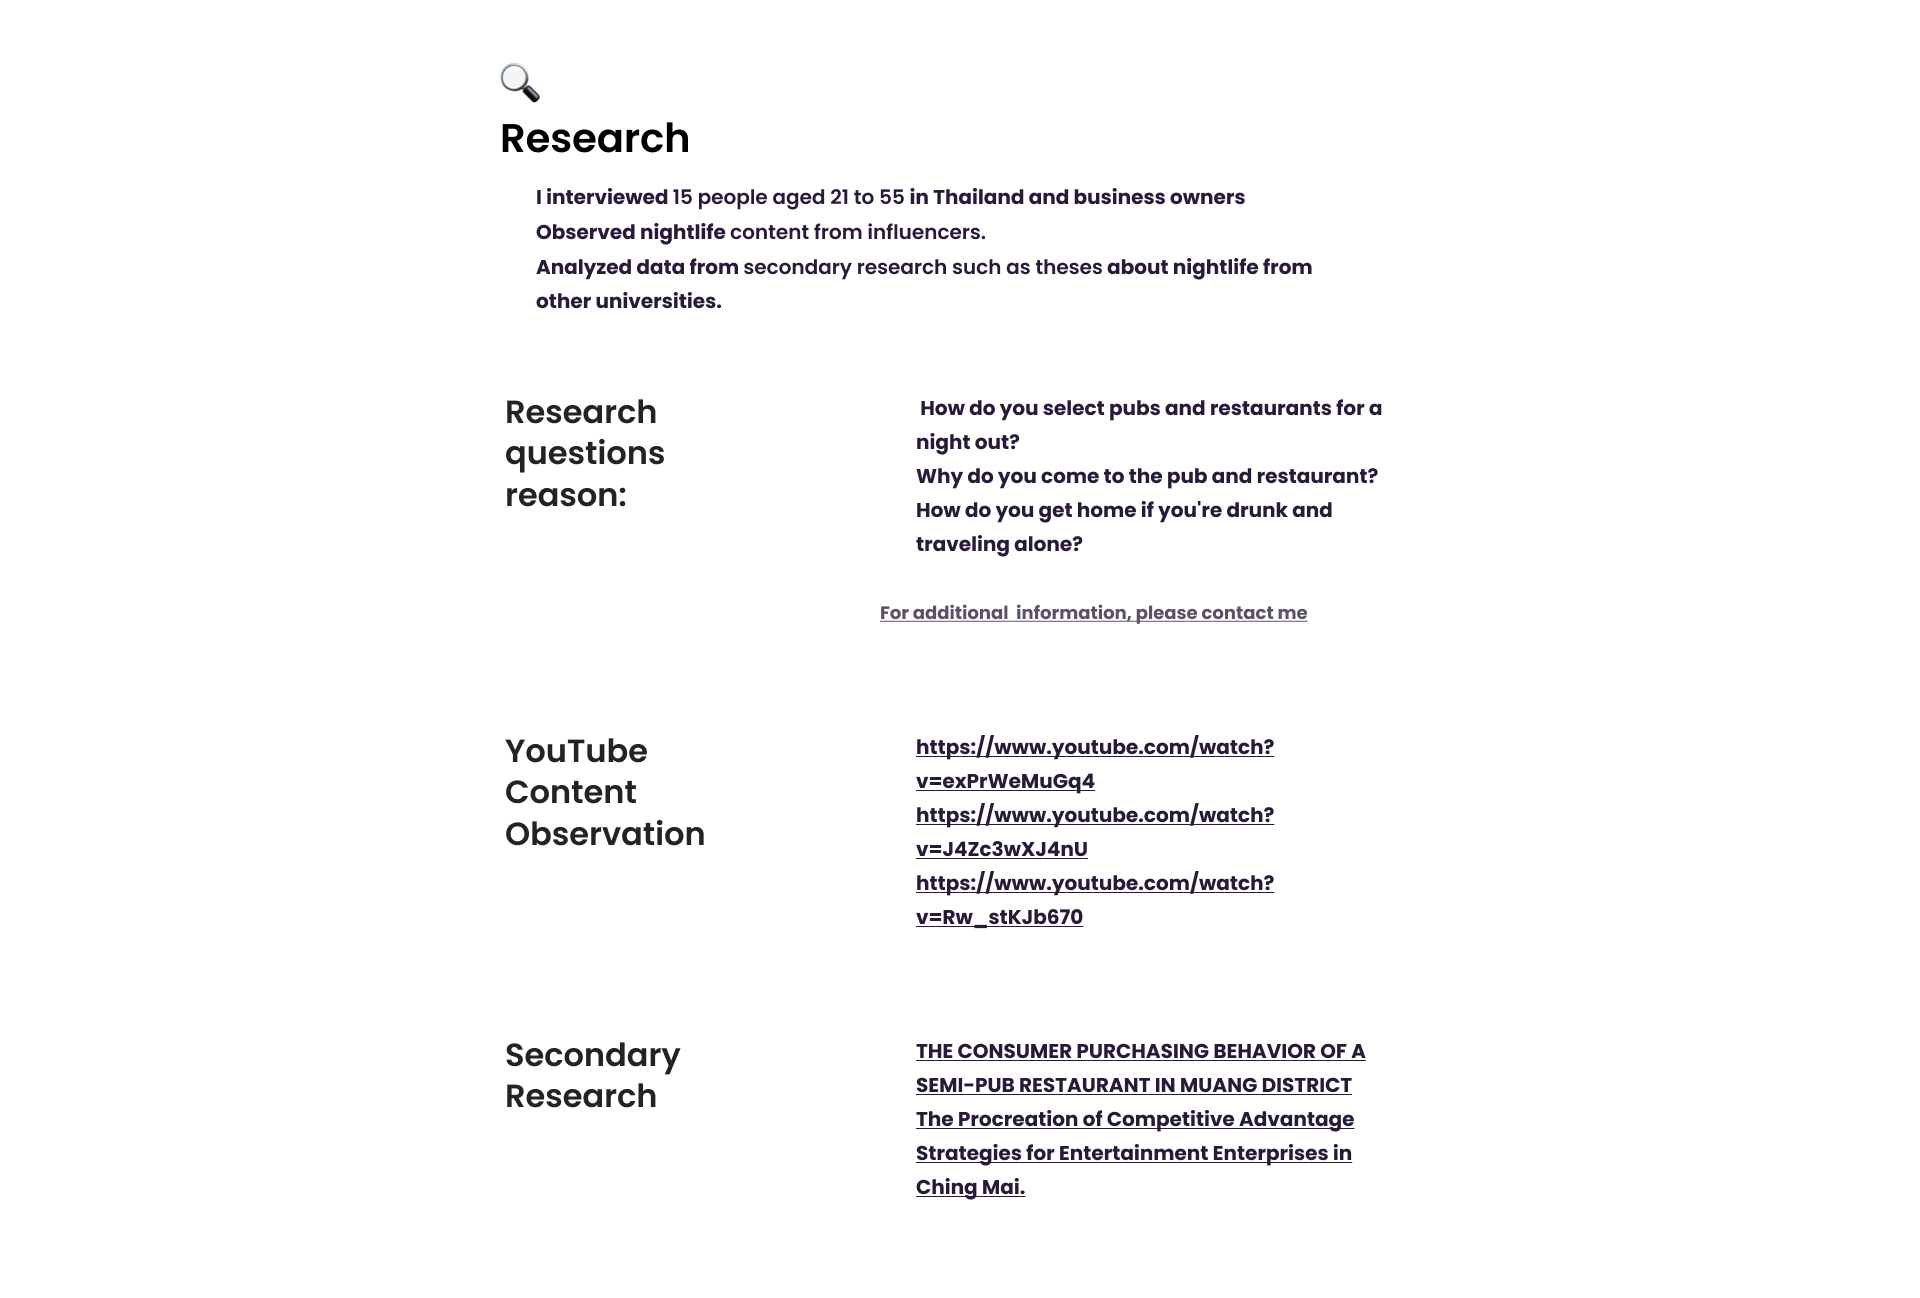 Research
I interviewed 15 people aged 21 to 55 in Thailand and business owners
Observed nightlife content from influencers.
Analyzed data from secondary research such as theses about nightlife from
other universities.
Research
questions
reason:
How do you select pubs and restaurants for a
night out?
Why do you come to the pub and restaurant?
How do you get home if you're drunk and
traveling alone?
For additional  information, please contact me
YouTube
Content
Observation
https://www.youtube.com/watch?
v=exPrWeMuGq4
https://www.youtube.com/watch?
v=J4Zc3wXJ4nU
https://www.youtube.com/watch?
v=Rw_stKJb670
Secondary
Research
THE CONSUMER PURCHASING BEHAVIOR OF A
SEMI-PUB RESTAURANT IN MUANG DISTRICT
The Procreation of Competitive Advantage
Strategies for Entertainment Enterprises in
Ching Mai.